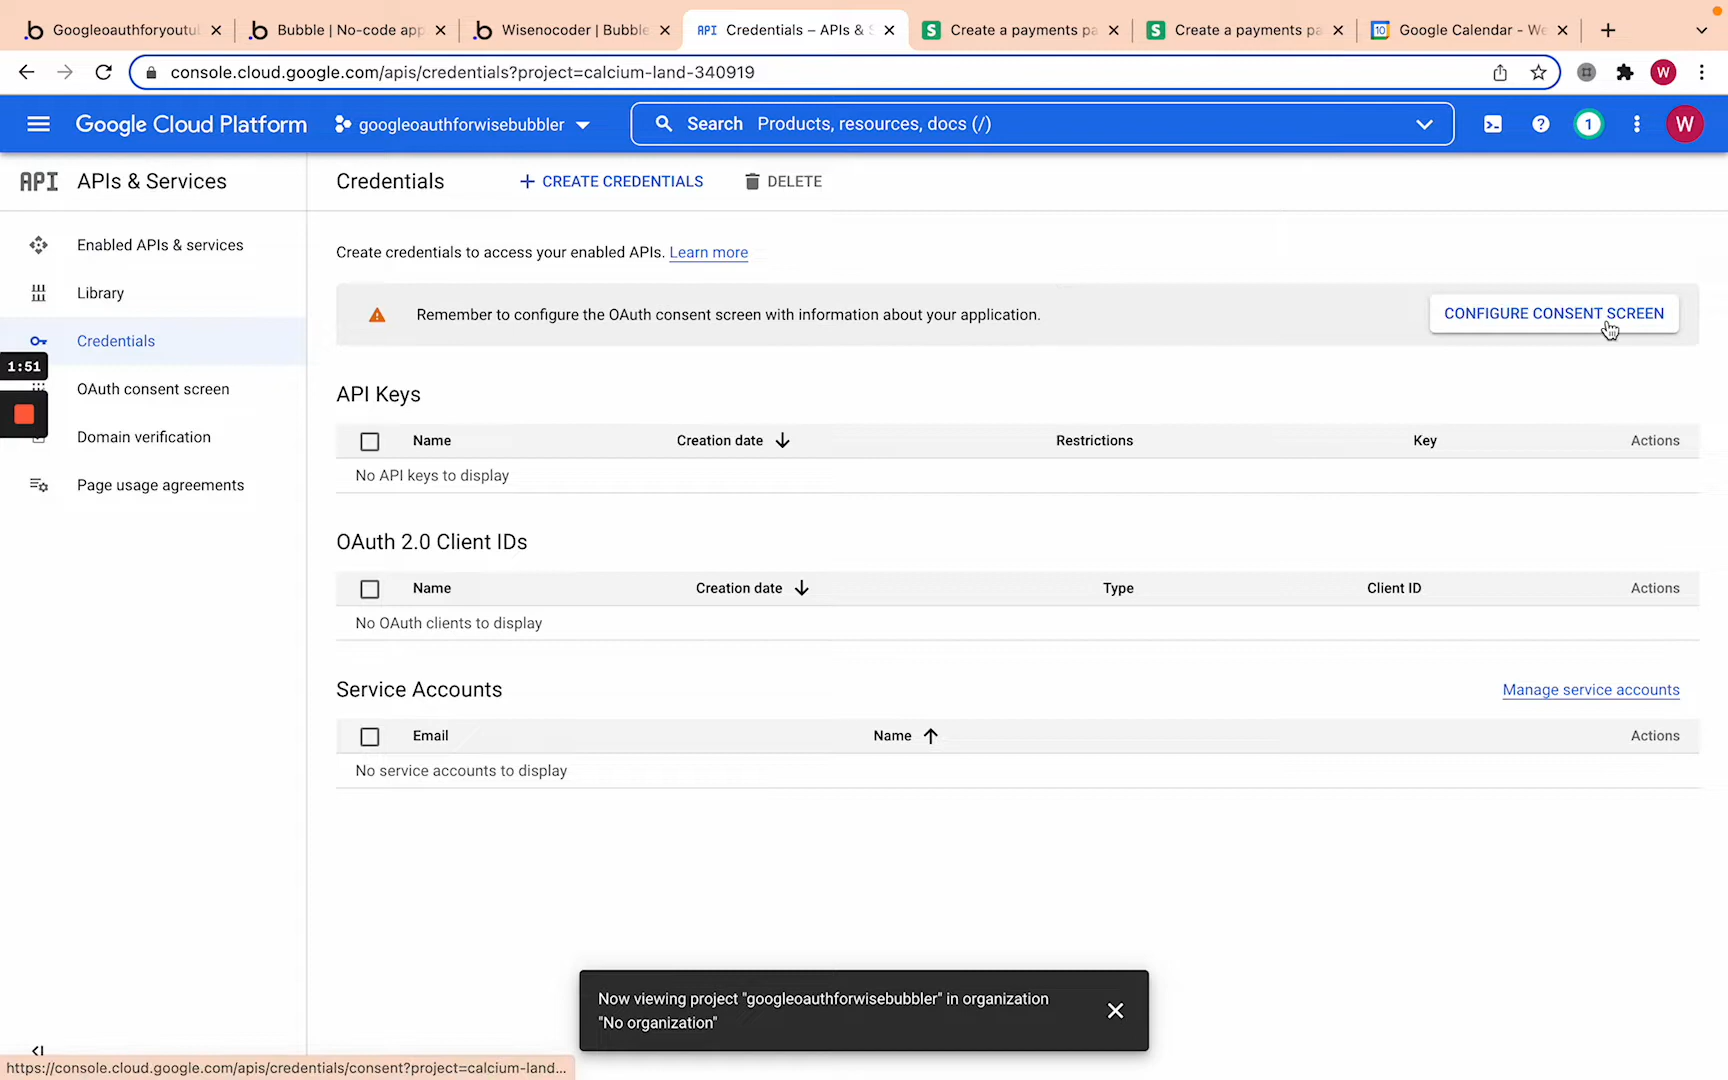 Googleoauthforyoutu
Bubble | No-code app
Wisenocoder | Bubble
API Credentials – APIs & S
S Create a payments pa
S Create a payments pa
10 Google Calendar - We
console.cloud.google.com/apis/credentials?project=calcium-land-340919
W
Google Cloud Platform
googleoauthforwisebubbler
Search Products, resources, docs (/)
1
W
API APIs & Services
Credentials
CREATE CREDENTIALS
DELETE
Enabled APIs & services
Library
Credentials
OAuth consent screen
Domain verification
Page usage agreements
1:51
Create credentials to access your enabled APIs. Learn more
Remember to configure the OAuth consent screen with information about your application.
CONFIGURE CONSENT SCREEN
API Keys
Name Creation date Restrictions Key Actions
No API keys to display
OAuth 2.0 Client IDs
Name Creation date Type Client ID Actions
No OAuth clients to display
Service Accounts
Manage service accounts
Email Name Actions
No service accounts to display
Now viewing project "googleoauthforwisebubbler" in organization
"No organization"
https://console.cloud.google.com/apis/credentials/consent?project=calcium-land...